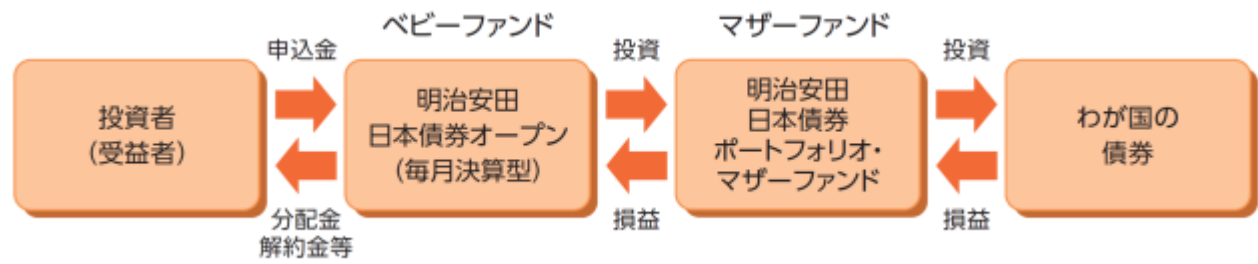 ベビーファンド
マザーファンド
申込金
投資
投資
投資者
(受益者)
明治安田
日本債券オープン
(毎月決算型)
明治安田
日本債券
ポートフォリオ・
マザーファンド
わが国の
債券
分配金
解約金等
損益
損益